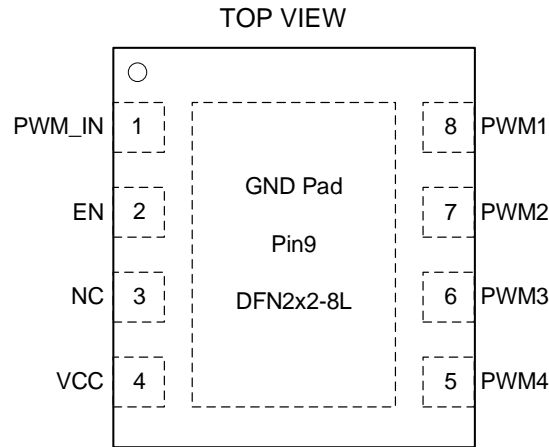 TOP VIEW
PWM_IN 1 8 PWM1
GND Pad
EN 2 7 PWM2
Pin9
NC 3 6 PWM3
DFN2x2-8L
VCC 4 5 PWM4